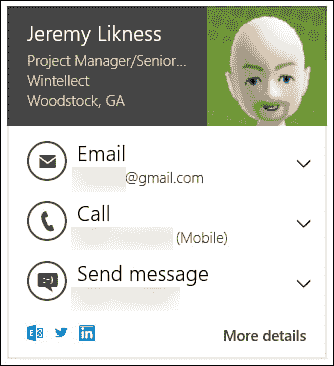 Jeremy Likness
Project Manager/Senior...
Wintellect
Woodstock, GA
Email
@gmail.com
Call
(Mobile)
Send message
More details